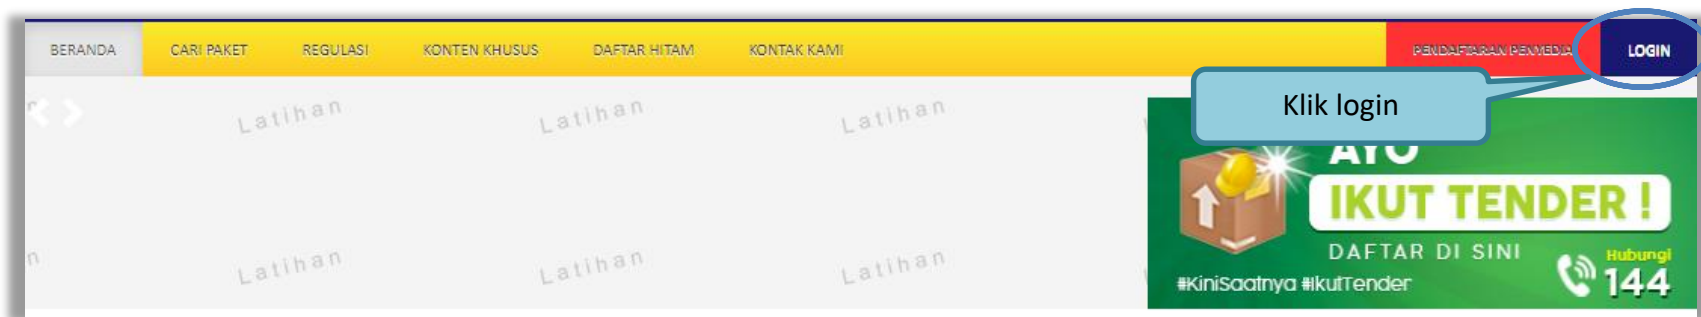 BERANDA CARI PAKET REGULASI KONTEN KHUSUS DAFTAR HITAM KONTAK KAMI PENDAFTARAN PENYEDIA LOGIN
Klik login
Latihan Latihan Latihan
AYO
IKUT TENDER !
DAFTAR DI SINI
Hubungi
144
#KiniSaatnya #IkutTender
n Latihan Latihan Latihan